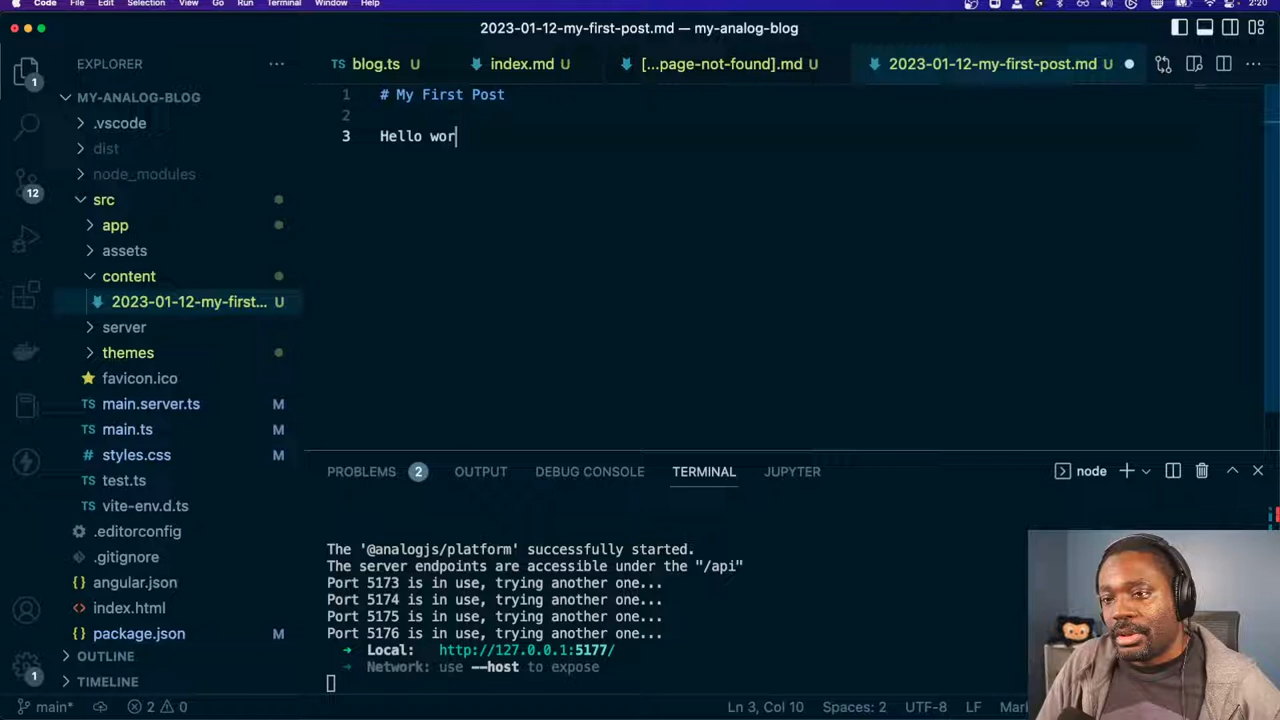 Code File Edit Selection View Go Run Terminal Window Help 2:20
2023-01-12-my-first-post.md — my-analog-blog
EXPLORER
MY-ANALOG-BLOG
.vscode
dist
node_modules
src
app
assets
content
2023-01-12-my-first... U
server
themes
favicon.ico
main.server.ts M
main.ts M
styles.css M
test.ts
vite-env.d.ts
.editorconfig
.gitignore
angular.json
index.html
package.json M
OUTLINE
TIMELINE
1
12
1
TS blog.ts U
index.md U
[...page-not-found].md U
2023-01-12-my-first-post.md U
1 # My First Post
2
3 Hello wor
PROBLEMS 2 OUTPUT DEBUG CONSOLE TERMINAL JUPYTER
node
The '@analogjs/platform' successfully started.
The server endpoints are accessible under the "/api"
Port 5173 is in use, trying another one...
Port 5174 is in use, trying another one...
Port 5175 is in use, trying another one...
Port 5176 is in use, trying another one...
➜ Local: http://127.0.0.1:5177/
➜ Network: use --host to expose
main* 2 0
Ln 3, Col 10 Spaces: 2 UTF-8 LF